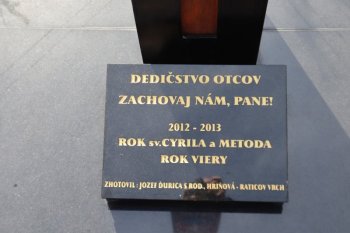 DEDIČSTVO OTCOV
ZACHOVAJ NÁM, PANE!
2012 - 2013
ROK sv.CYRILA a METODA
ROK VIERY
ZHOTOVIL : JOZEF ĎURICA S ROD., HRIŇOVÁ - RATICOV VRCH